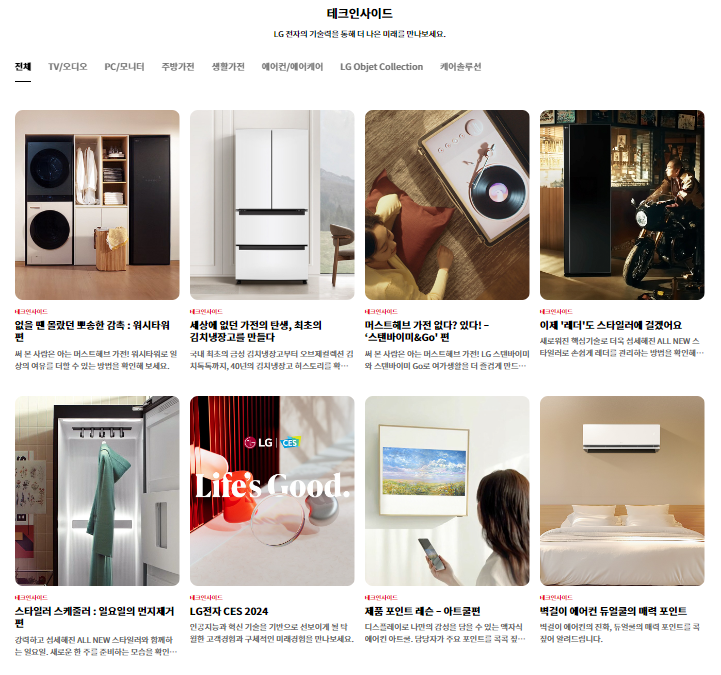 테크인사이드
LG 전자의 기술력을 통해 더 나은 미래를 만나보세요.
전체 TV/오디오 PC/모니터 주방가전 생활가전 에어컨/에어케어 LG Objet Collection 케어솔루션
테크인사이드
없을 땐 몰랐던 뽀송한 감촉 : 워시타워
편
써 본 사람은 아는 머스트해브 가전! 워시타워로 일
상의 여유를 더할 수 있는 방법을 확인해 보세요.
테크인사이드
세상에 없던 가전의 탄생, 최초의
김치냉장고를 만들다
국내 최초의 금성 김치냉장고부터 오브제컬렉션 김
치톡톡까지, 40년의 김치냉장고 히스토리를 확…
테크인사이드
머스트해브 가전 없다? 있다! –
‘스탠바이미&Go' 편
써 본 사람은 아는 머스트해브 가전! LG 스탠바이미
와 스탠바이미 Go로 여가생활을 더 즐겁게 만드…
테크인사이드
이제 '레더'도 스타일러에 걸겠어요
새로워진 핵심기술로 더욱 섬세해진 ALL NEW 스
타일러로 손쉽게 레더를 관리하는 방법을 확인해…
테크인사이드
스타일러 스케줄러 : 일요일의 먼지제거
편
강력하고 섬세해진 ALL NEW 스타일러와 함께하
는 일요일. 새로운 한 주를 준비하는 모습을 확인…
LG CES
Life's Good.
테크인사이드
LG전자 CES 2024
인공지능과 혁신 기술을 기반으로 선보이게 될 탁
월한 고객경험과 구체적인 미래경험을 만나보세요.
테크인사이드
제품 포인트 레슨 – 아트쿨편
디스플레이로 나만의 감성을 담을 수 있는 액자식
에어컨 아트쿨. 담당자가 주요 포인트를 콕콕 짚…
테크인사이드
벽걸이 에어컨 듀얼쿨의 매력 포인트
벽걸이 에어컨의 진화, 듀얼쿨의 매력 포인트를 콕
짚어 알려드립니다.